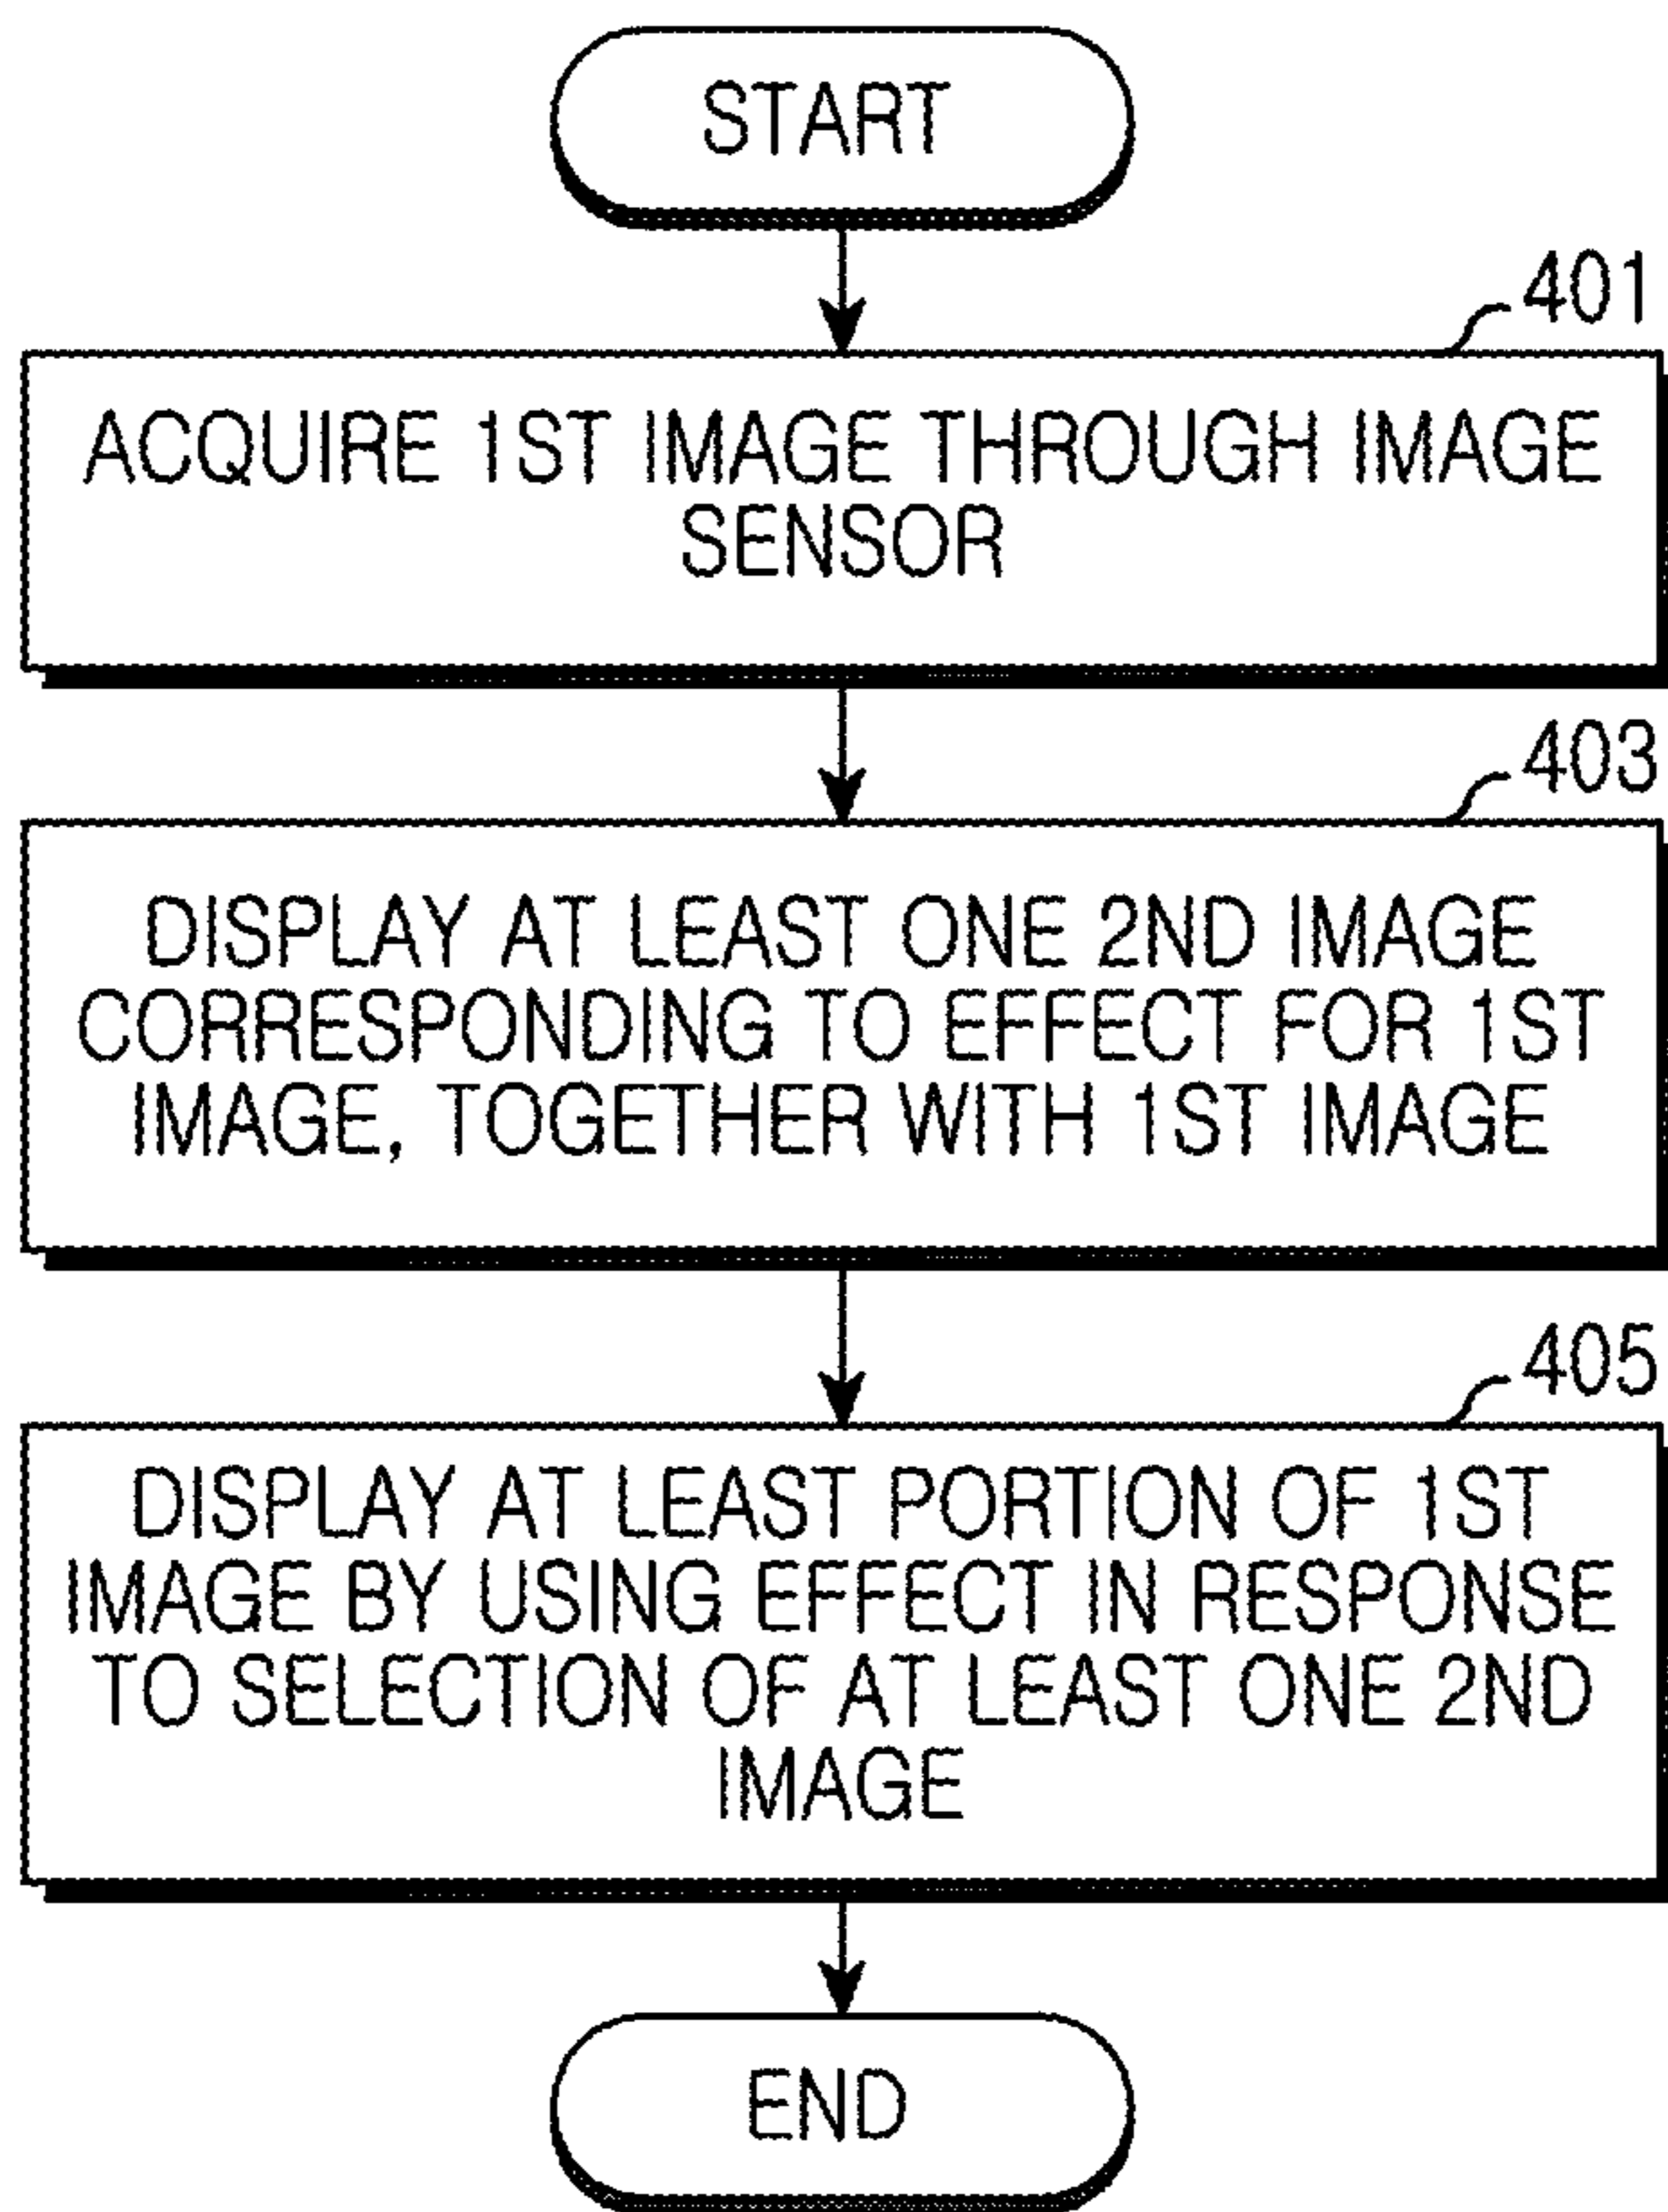 START
401
ACQUIRE 1ST IMAGE THROUGH IMAGE
SENSOR
403
DISPLAY AT LEAST ONE 2ND IMAGE
CORRESPONDING TO EFFECT FOR 1ST
IMAGE, TOGETHER WITH 1ST IMAGE
405
DISPLAY AT LEAST PORTION OF 1ST
IMAGE BY USING EFFECT IN RESPONSE
TO SELECTION OF AT LEAST ONE 2ND
IMAGE
END